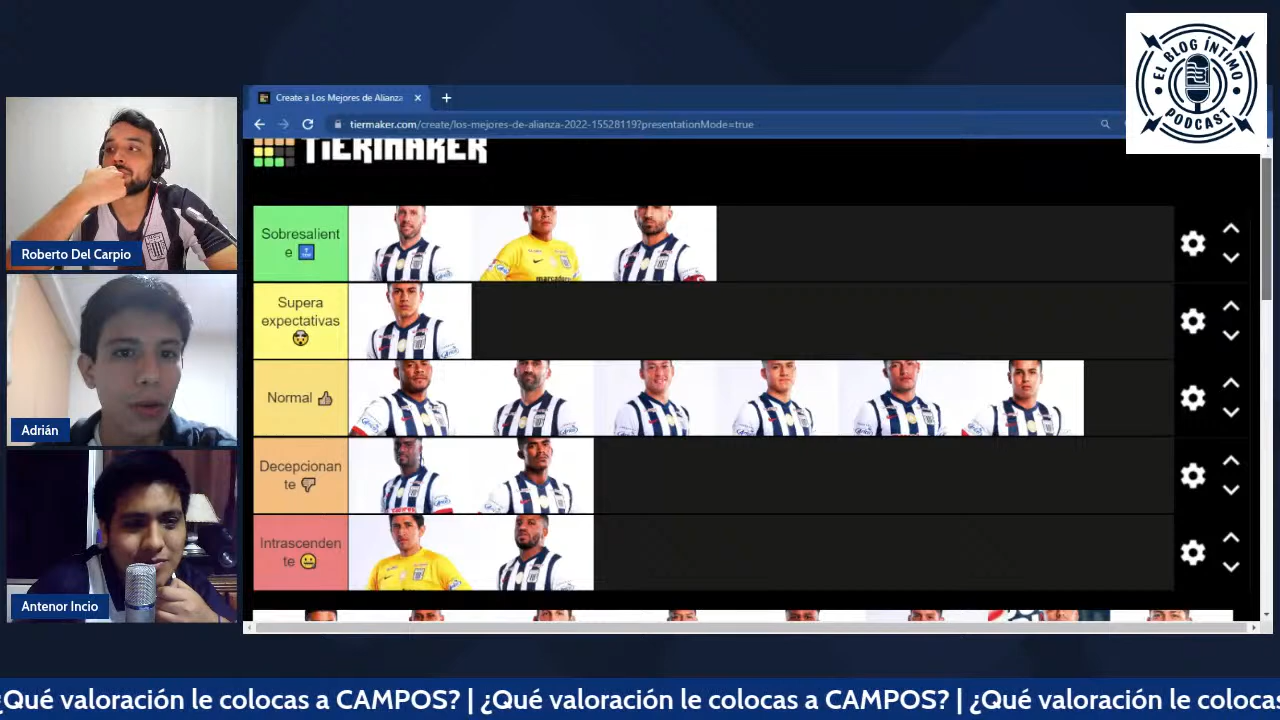 EL BLOG ÍNTIMO
PODCAST
Create a Los Mejores de Alianza
tiermaker.com/create/los-mejores-de-alianza-2022-15528119?presentationMode=true
TIERMAKER
Roberto Del Carpio
Adrián
Antenor Incio
Sobresalient
e
TOP
Supera
expectativas
Normal
Decepcionan
te
Intrascenden
te
¿Qué valoración le colocas a CAMPOS? | ¿Qué valoración le colocas a CAMPOS? | ¿Qué valoración le colocas